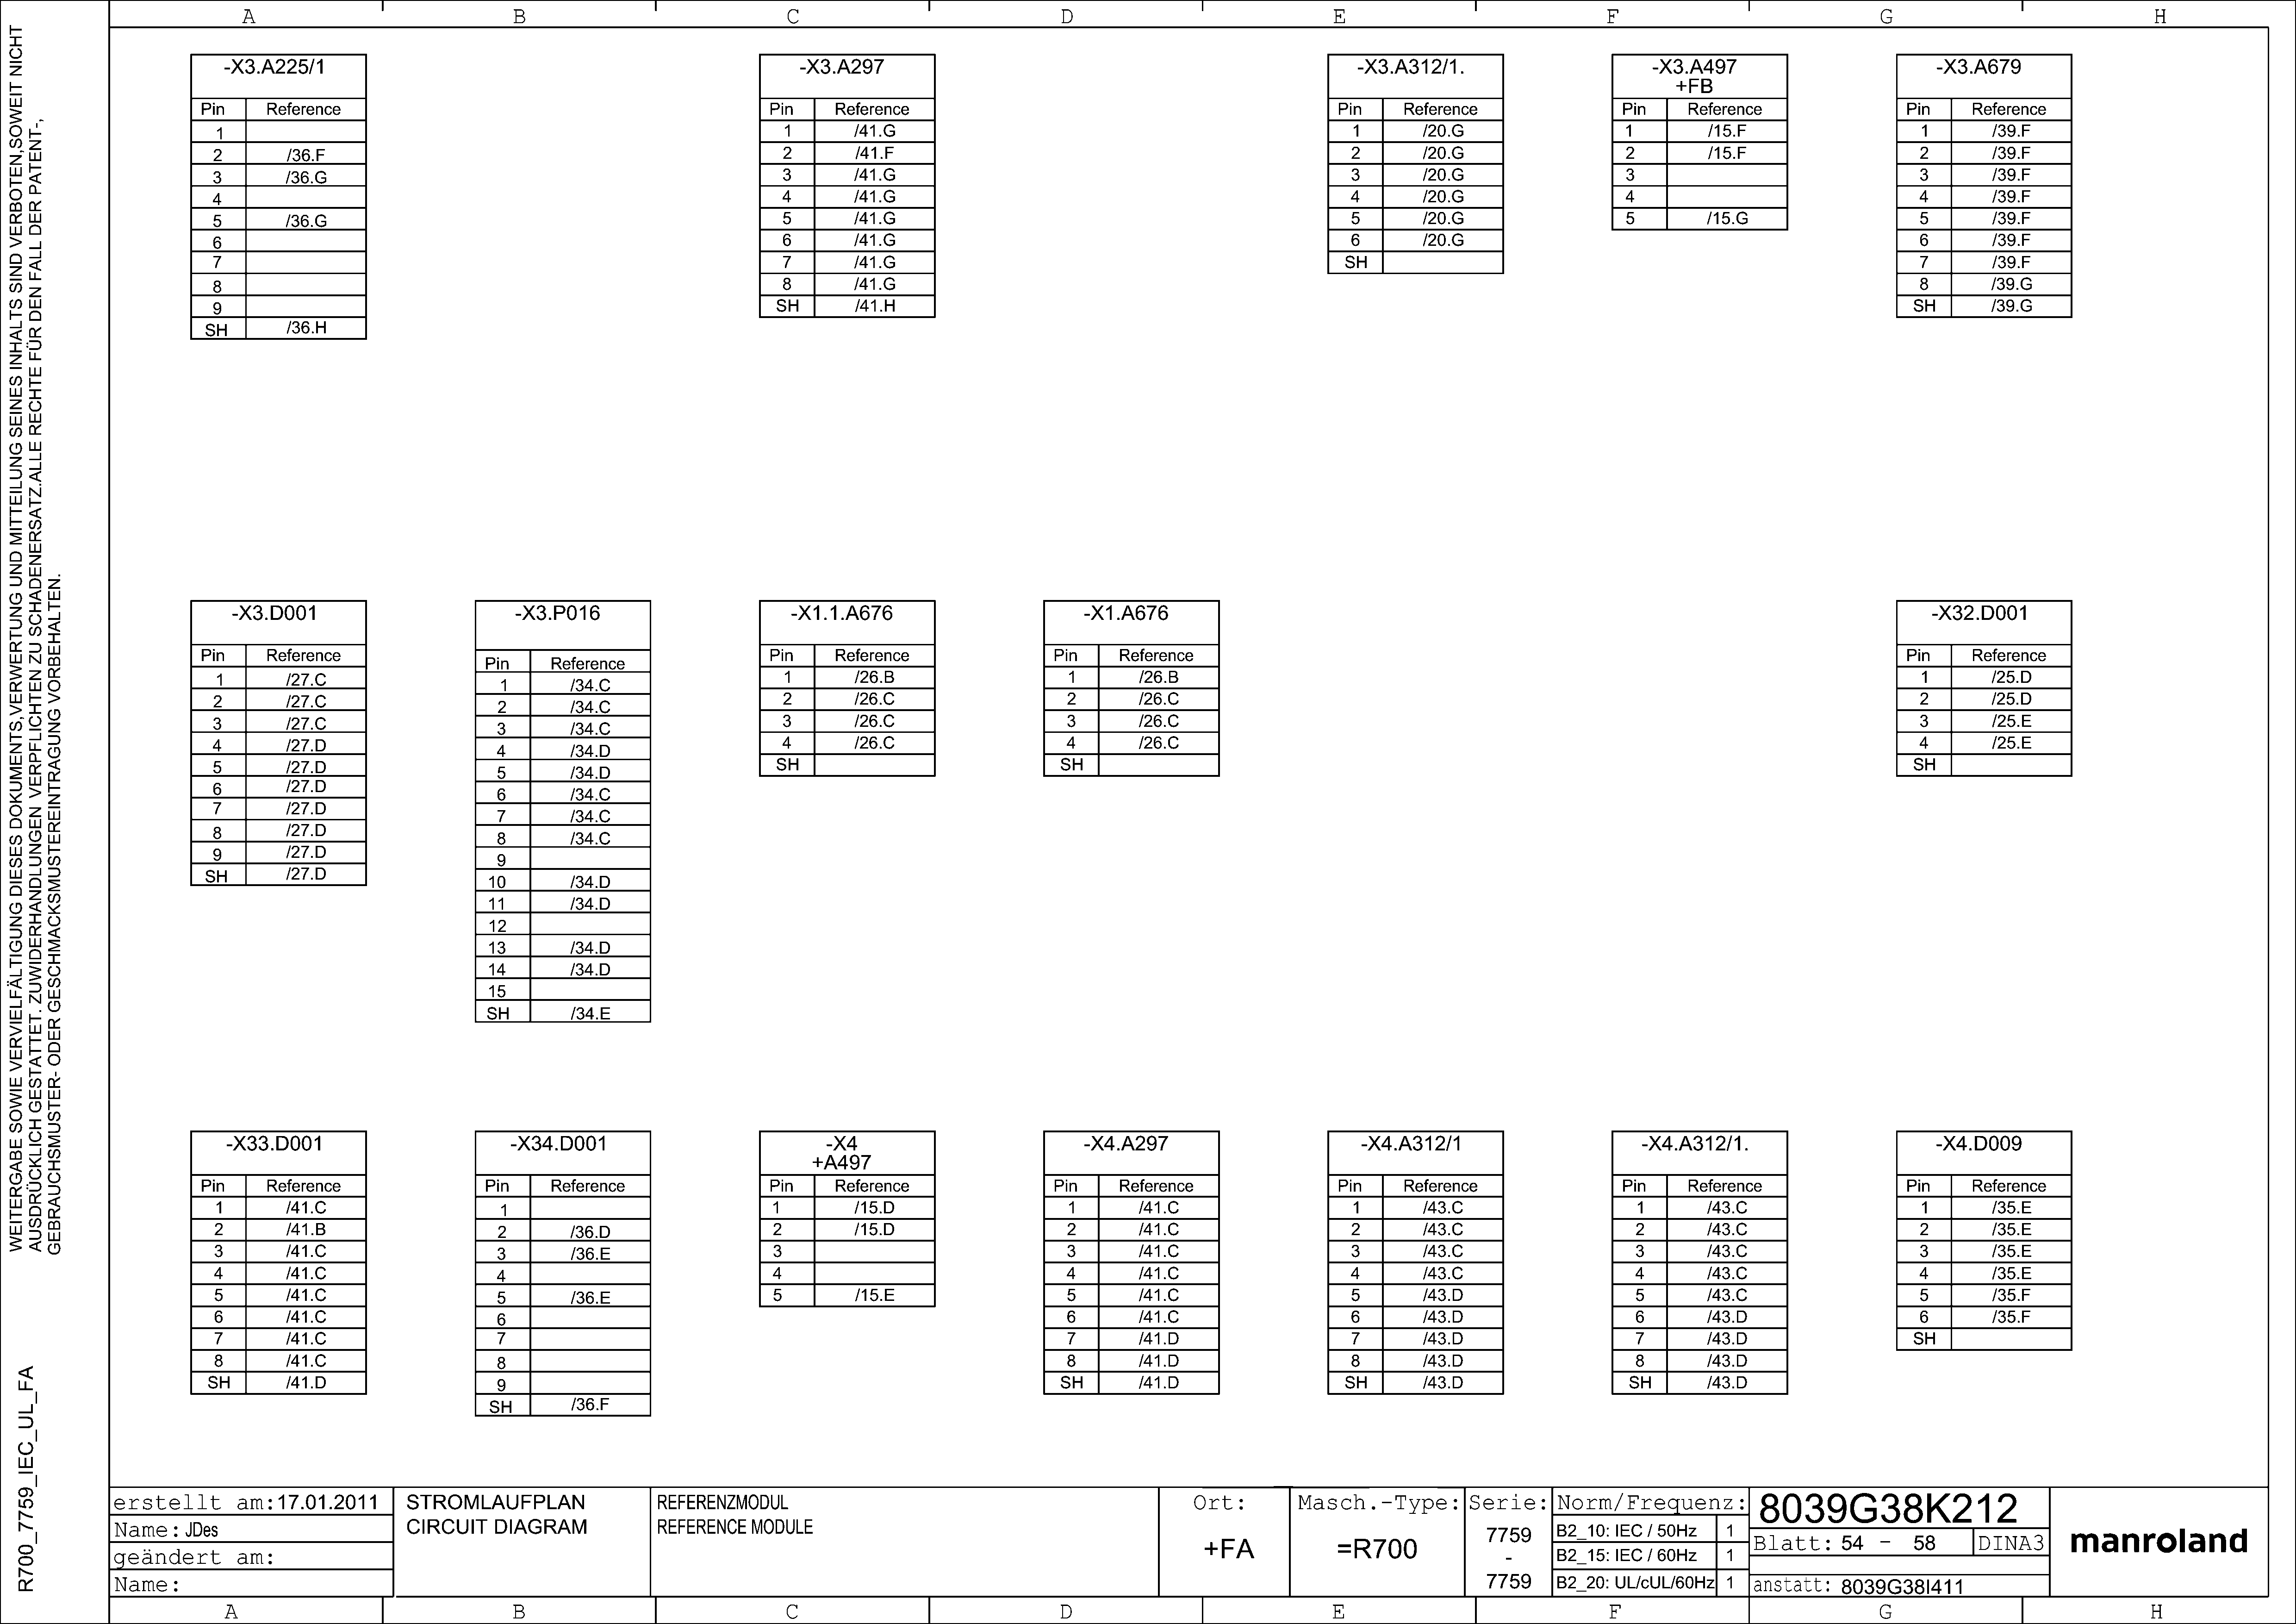 A B C D E F G H
WEITERGABE SOWIE VERVIELFÄLTIGUNG DIESES DOKUMENTS,VERWERTUNG UND MITTEILUNG SEINES INHALTS SIND VERBOTEN,SOWEIT NICHT
AUSDRÜCKLICH GESTATTET. ZUWIDERHANDLUNGEN VERPFLICHTEN ZU SCHADENERSATZ.ALLE RECHTE FÜR DEN FALL DER PATENT-,
GEBRAUCHSMUSTER- ODER GESCHMACKSMUSTEREINTRAGUNG VORBEHALTEN.
R700_7759_IEC_UL_FA
-X3.A225/1
Pin Reference
1
2 /36.F
3 /36.G
4
5 /36.G
6
7
8
9
SH /36.H
-X3.A297
Pin Reference
1 /41.G
2 /41.F
3 /41.G
4 /41.G
5 /41.G
6 /41.G
7 /41.G
8 /41.G
SH /41.H
-X3.A312/1.
Pin Reference
1 /20.G
2 /20.G
3 /20.G
4 /20.G
5 /20.G
6 /20.G
SH
-X3.A497
+FB
Pin Reference
1 /15.F
2 /15.F
3
4
5 /15.G
-X3.A679
Pin Reference
1 /39.F
2 /39.F
3 /39.F
4 /39.F
5 /39.F
6 /39.F
7 /39.F
8 /39.G
SH /39.G
-X3.D001
Pin Reference
1 /27.C
2 /27.C
3 /27.C
4 /27.D
5 /27.D
6 /27.D
7 /27.D
8 /27.D
9 /27.D
SH /27.D
-X3.P016
Pin Reference
1 /34.C
2 /34.C
3 /34.C
4 /34.D
5 /34.D
6 /34.C
7 /34.C
8 /34.C
9
10 /34.D
11 /34.D
12
13 /34.D
14 /34.D
15
SH /34.E
-X1.1.A676
Pin Reference
1 /26.B
2 /26.C
3 /26.C
4 /26.C
SH
-X1.A676
Pin Reference
1 /26.B
2 /26.C
3 /26.C
4 /26.C
SH
-X32.D001
Pin Reference
1 /25.D
2 /25.D
3 /25.E
4 /25.E
SH
-X33.D001
Pin Reference
1 /41.C
2 /41.B
3 /41.C
4 /41.C
5 /41.C
6 /41.C
7 /41.C
8 /41.C
SH /41.D
-X34.D001
Pin Reference
1
2 /36.D
3 /36.E
4
5 /36.E
6
7
8
9
SH /36.F
-X4
+A497
Pin Reference
1 /15.D
2 /15.D
3
4
5 /15.E
-X4.A297
Pin Reference
1 /41.C
2 /41.C
3 /41.C
4 /41.C
5 /41.C
6 /41.C
7 /41.D
8 /41.D
SH /41.D
-X4.A312/1
Pin Reference
1 /43.C
2 /43.C
3 /43.C
4 /43.C
5 /43.D
6 /43.D
7 /43.D
8 /43.D
SH /43.D
-X4.A312/1.
Pin Reference
1 /43.C
2 /43.C
3 /43.C
4 /43.C
5 /43.C
6 /43.D
7 /43.D
8 /43.D
SH /43.D
-X4.D009
Pin Reference
1 /35.E
2 /35.E
3 /35.E
4 /35.E
5 /35.F
6 /35.F
SH
erstellt am:17.01.2011
Name: JDes
geändert am:
Name:
STROMLAUFPLAN
CIRCUIT DIAGRAM
REFERENZMODUL
REFERENCE MODULE
Ort:
+FA
Masch.-Type:
=R700
Serie:
7759
-
7759
Norm/Frequenz:
B2_10: IEC / 50Hz 1
B2_15: IEC / 60Hz 1
B2_20: UL/cUL/60Hz 1
8039G38K212
Blatt: 54 - 58 DINA3
anstatt: 8039G38I411
manroland
A B C D E F G H